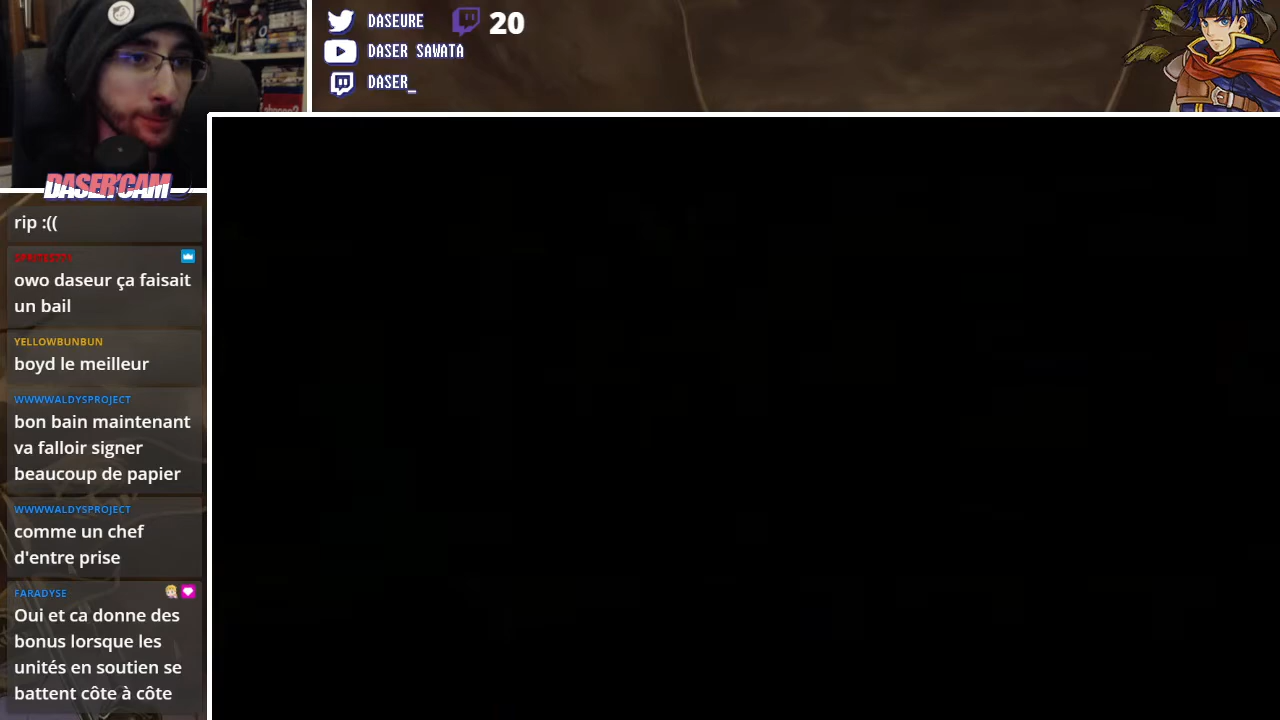 DASEURE
20
DASER SAWATA
DASER_
DASER'CAM
rip :((
owo daseur ça faisait
un bail
YELLOWBUNBUN
boyd le meilleur
WWWWALDYSPROJECT
bon bain maintenant
va falloir signer
beaucoup de papier
WWWWALDYSPROJECT
comme un chef
d'entre prise
FARADYSE
Oui et ca donne des
bonus lorsque les
unités en soutien se
battent côte à côte